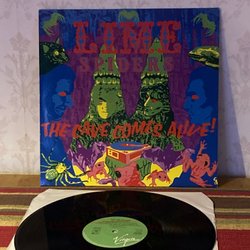 LIME
SPIDERS
THE CAVE COMES ALIVE!
Virgin